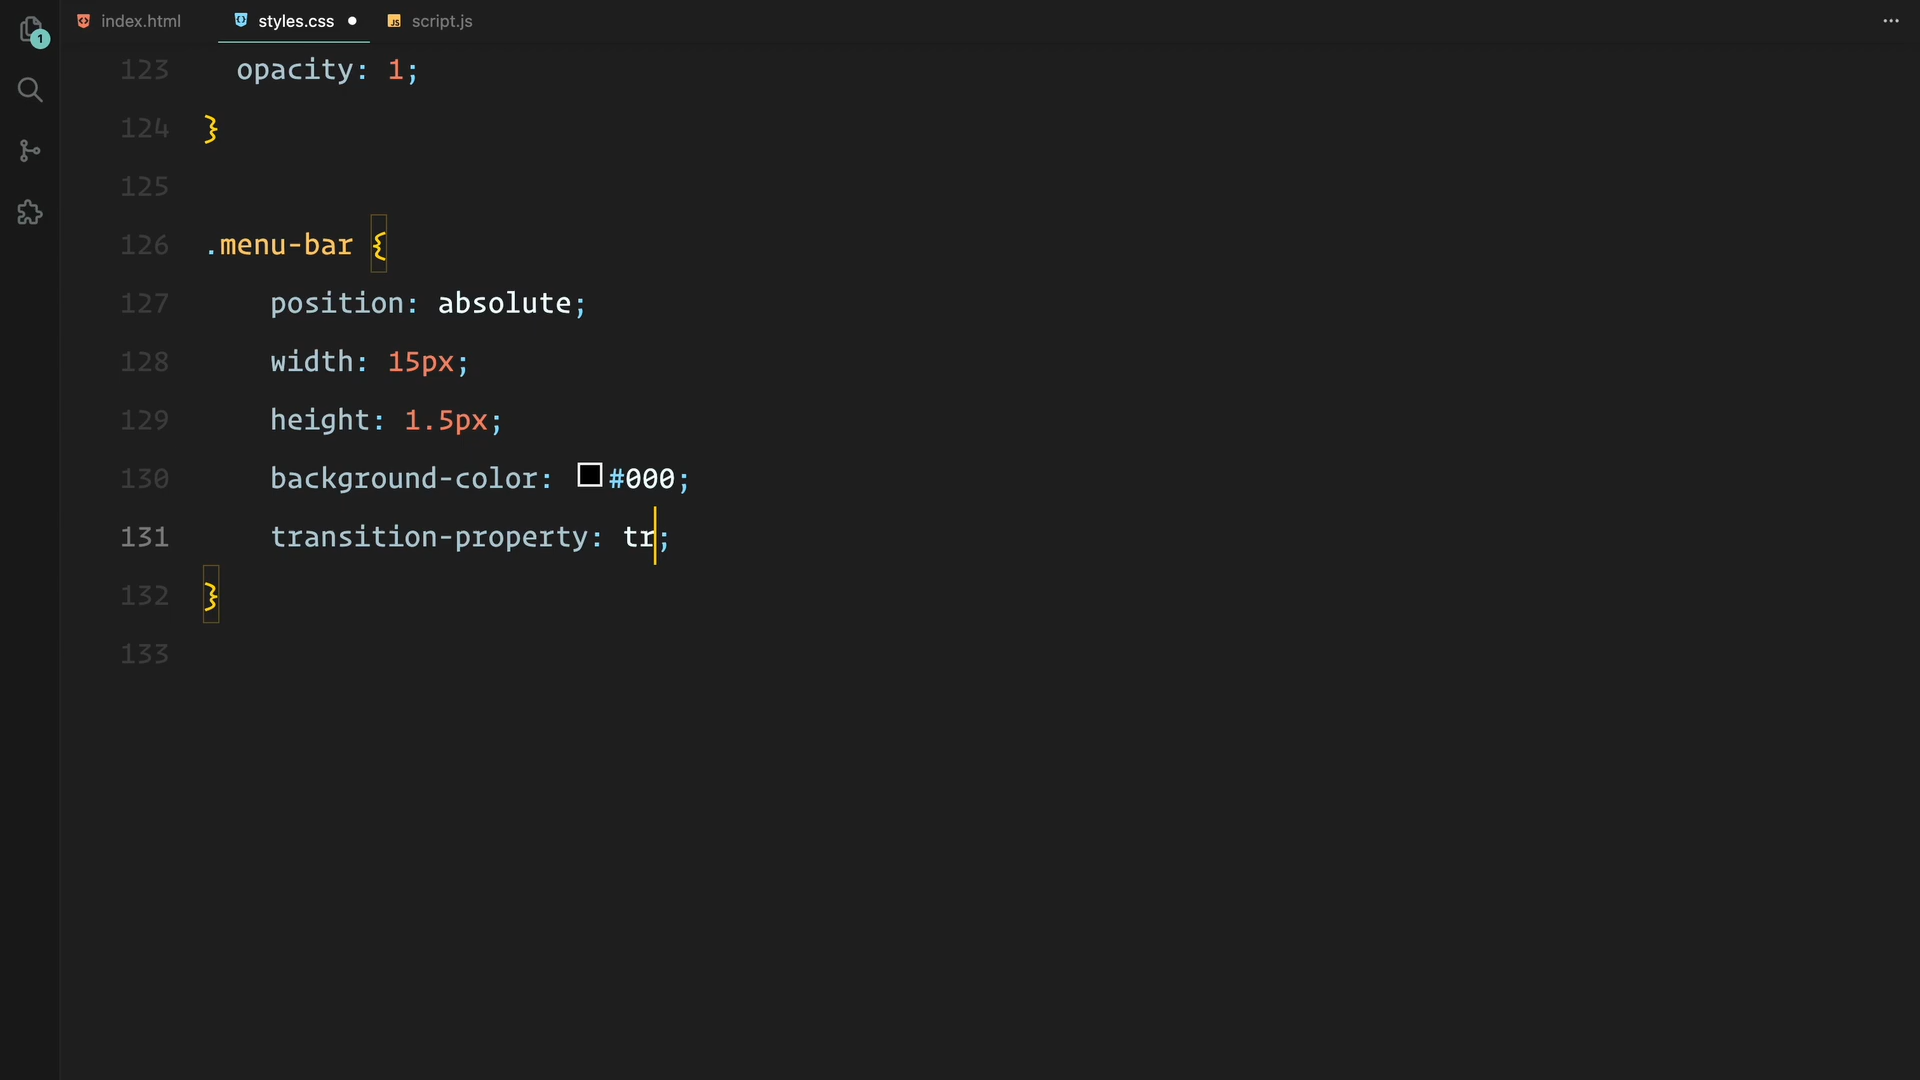 index.html styles.css script.js
1
123 opacity: 1;
124 }
125
126 .menu-bar {
127 position: absolute;
128 width: 15px;
129 height: 1.5px;
130 background-color: #000;
131 transition-property: tr;
132 }
133